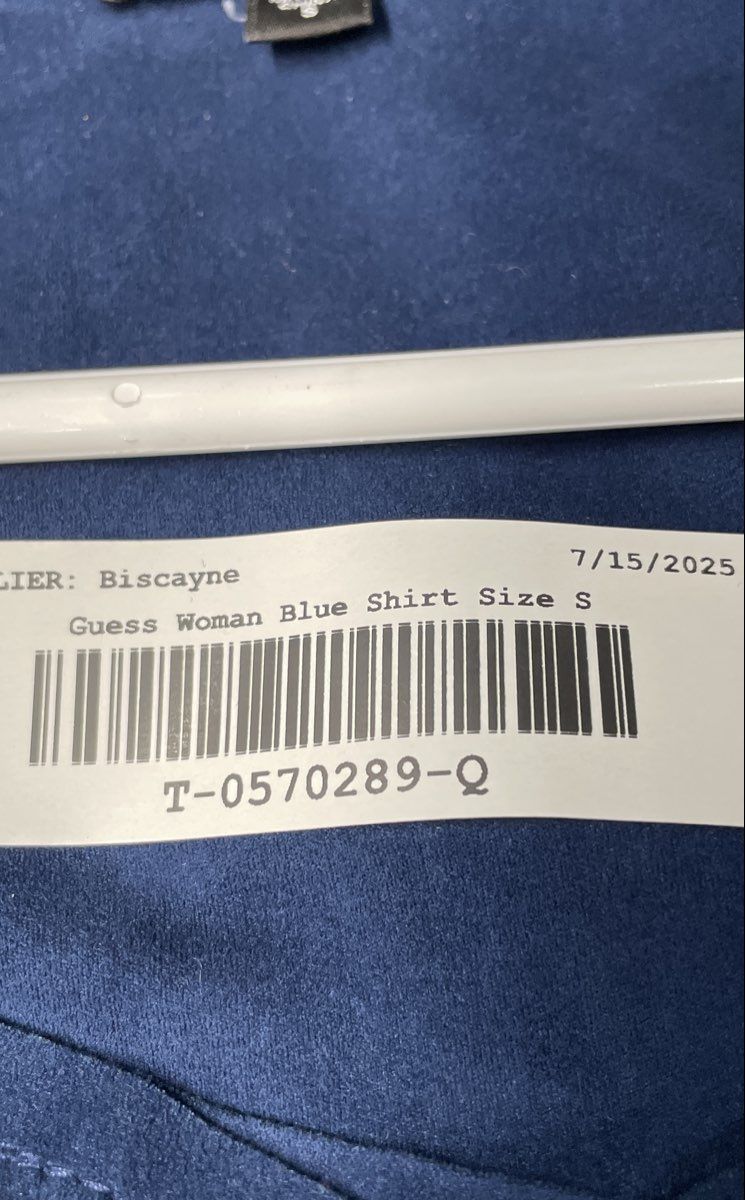 LIER: Biscayne
7/15/2025
Guess Woman Blue Shirt Size S
T-0570289-Q